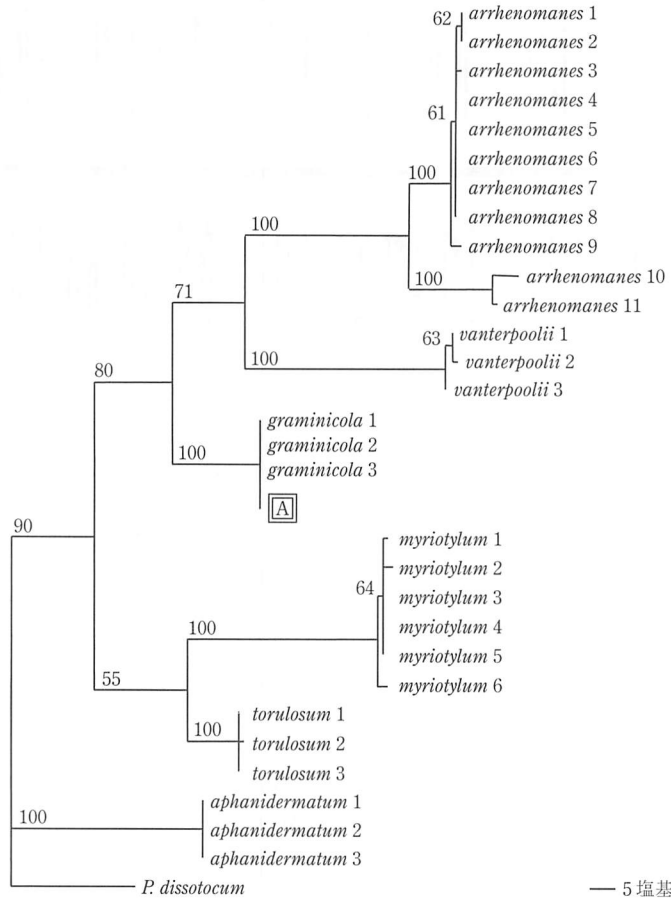 62
arrhenomanes 1
arrhenomanes 2
arrhenomanes 3
arrhenomanes 4
61
arrhenomanes 5
arrhenomanes 6
100
arrhenomanes 7
arrhenomanes 8
100
arrhenomanes 9
100
arrhenomanes 10
71
arrhenomanes 11
63
vanterpoolii 1
100
vanterpoolii 2
80
vanterpoolii 3
graminicola 1
graminicola 2
100
graminicola 3
A
90
myriotylum 1
myriotylum 2
64
myriotylum 3
100
myriotylum 4
myriotylum 5
55
myriotylum 6
torulosum 1
100
torulosum 2
torulosum 3
aphanidermatum 1
100
aphanidermatum 2
aphanidermatum 3
P. dissotocum
5塩基